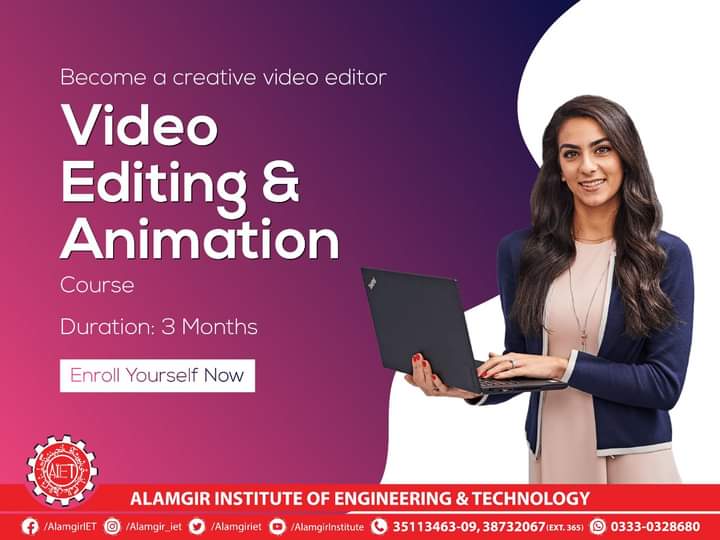 Become a creative video editor
Video
Editing &
Animation
Course
Duration: 3 Months
Enroll Yourself Now
AIET
ALAMGIR INSTITUTE OF ENGINEERING & TECHNOLOGY
/AlamgirIET /Alamgir_iet /Alamgiriet /AlamgirInstitute 35113463-09, 38732067 (EXT. 365) 0333-0328680